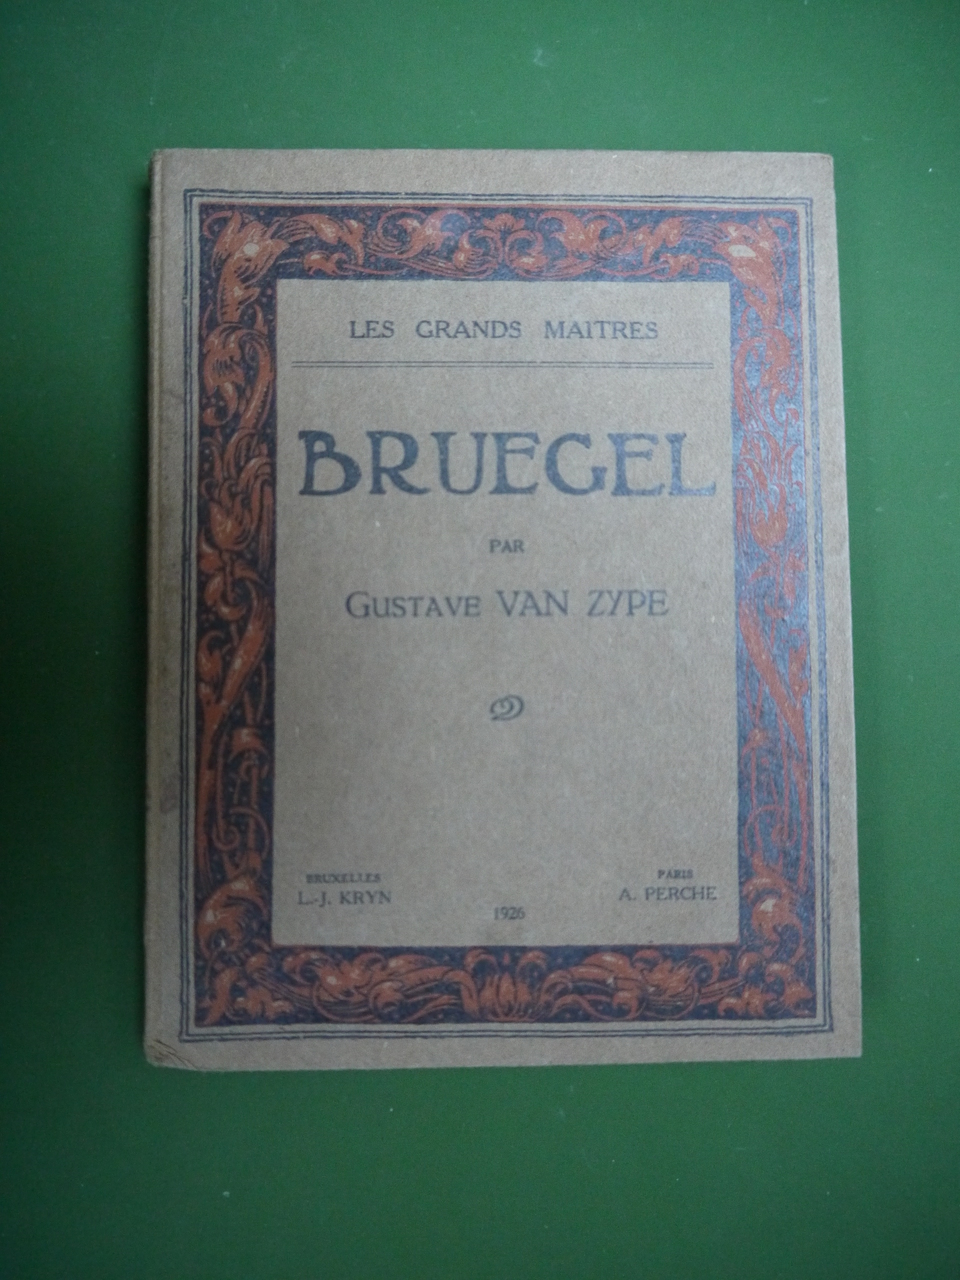 LES GRANDS MAITRES
BRUEGEL
PAR
GUSTAVE VAN ZYPE
BRUXELLES
L.-J. KRYN
PARIS
A. PERCHE
1926